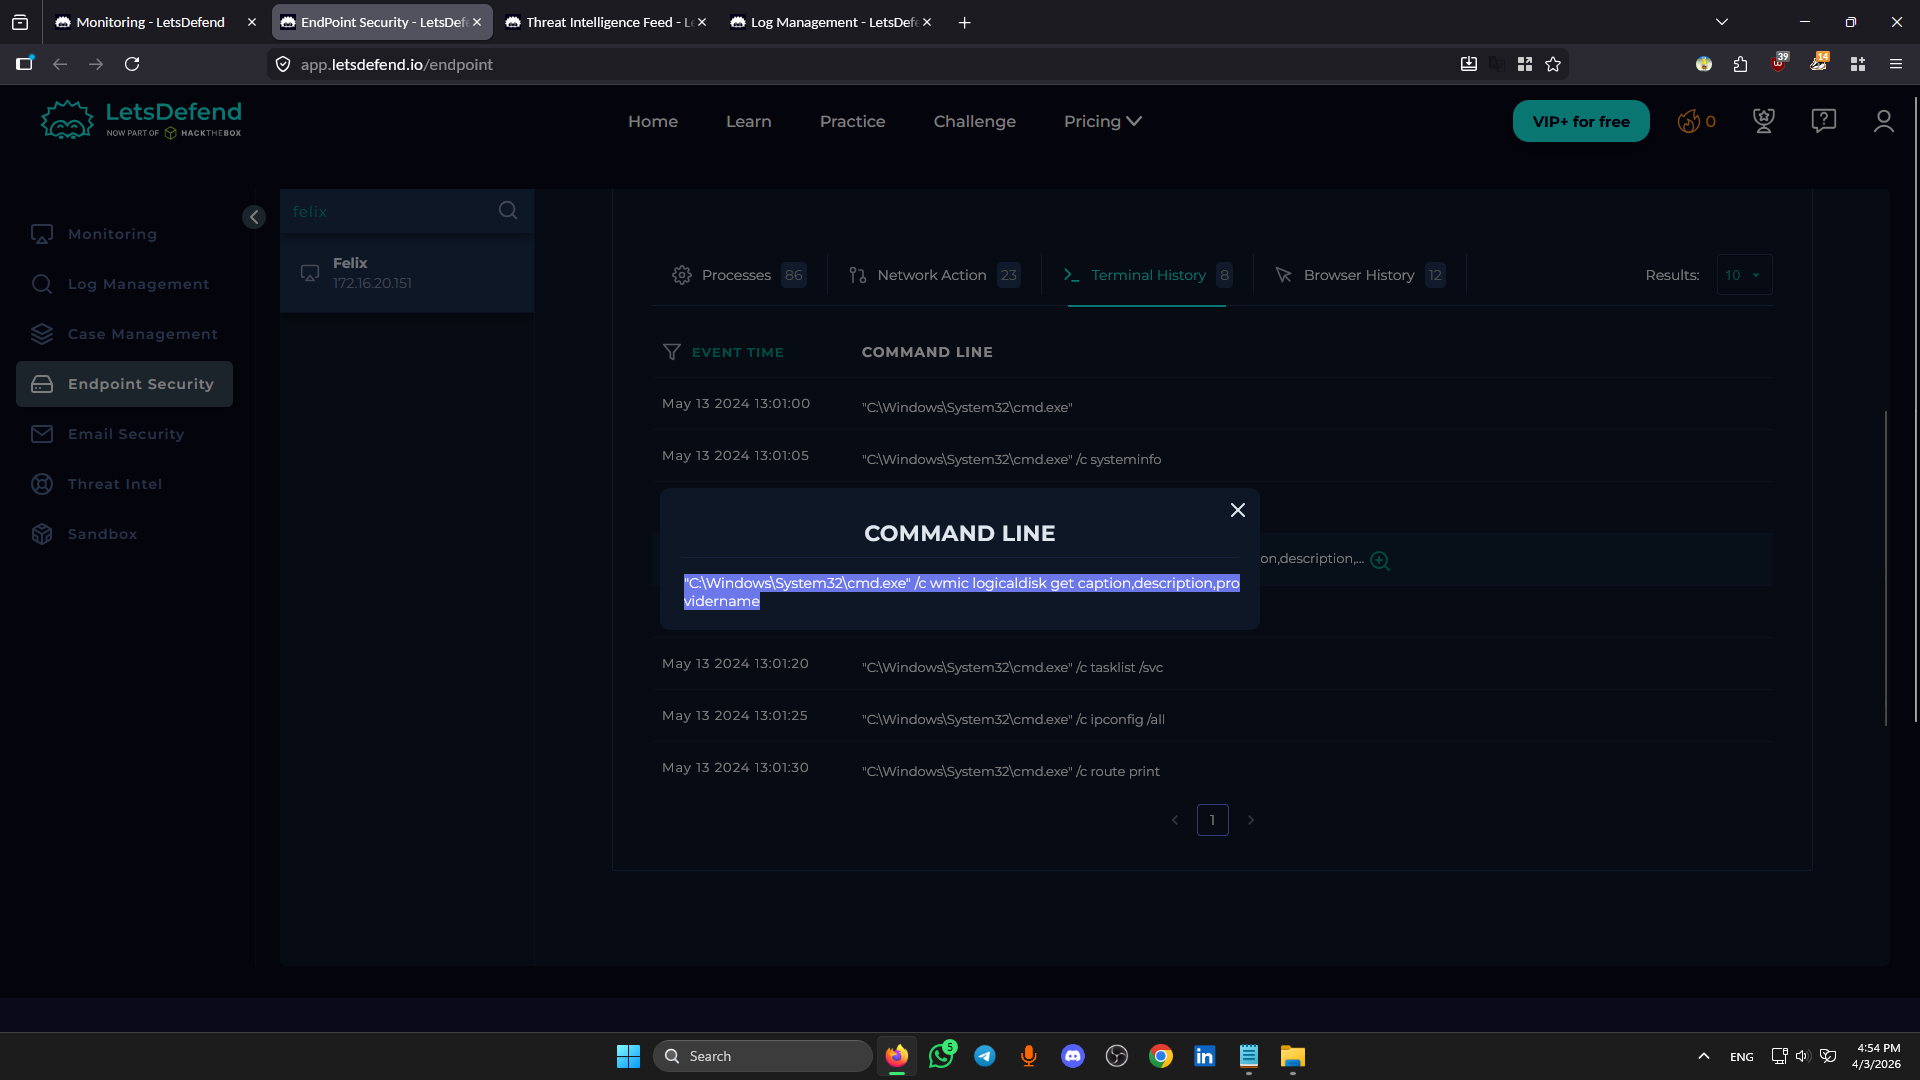 Monitoring - LetsDefend
EndPoint Security - LetsDefe
Threat Intelligence Feed - Le
Log Management - LetsDefe
app.letsdefend.io/endpoint
39
14
LetsDefend
NOW PART OF HACKTHEBOX
Home
Learn
Practice
Challenge
Pricing
VIP+ for free
0
felix
Felix
172.16.20.151
Monitoring
Log Management
Case Management
Endpoint Security
Email Security
Threat Intel
Sandbox
Processes 86
Network Action 23
Terminal History 8
Browser History 12
Results: 10
EVENT TIME
COMMAND LINE
May 13 2024 13:01:00
"C:\Windows\System32\cmd.exe"
May 13 2024 13:01:05
"C:\Windows\System32\cmd.exe" /c systeminfo
COMMAND LINE
"C:\Windows\System32\cmd.exe" /c wmic logicaldisk get caption,description,pro
vidername
on,description,...
May 13 2024 13:01:20
"C:\Windows\System32\cmd.exe" /c tasklist /svc
May 13 2024 13:01:25
"C:\Windows\System32\cmd.exe" /c ipconfig /all
May 13 2024 13:01:30
"C:\Windows\System32\cmd.exe" /c route print
1
Search
5
ENG
4:54 PM
4/3/2026